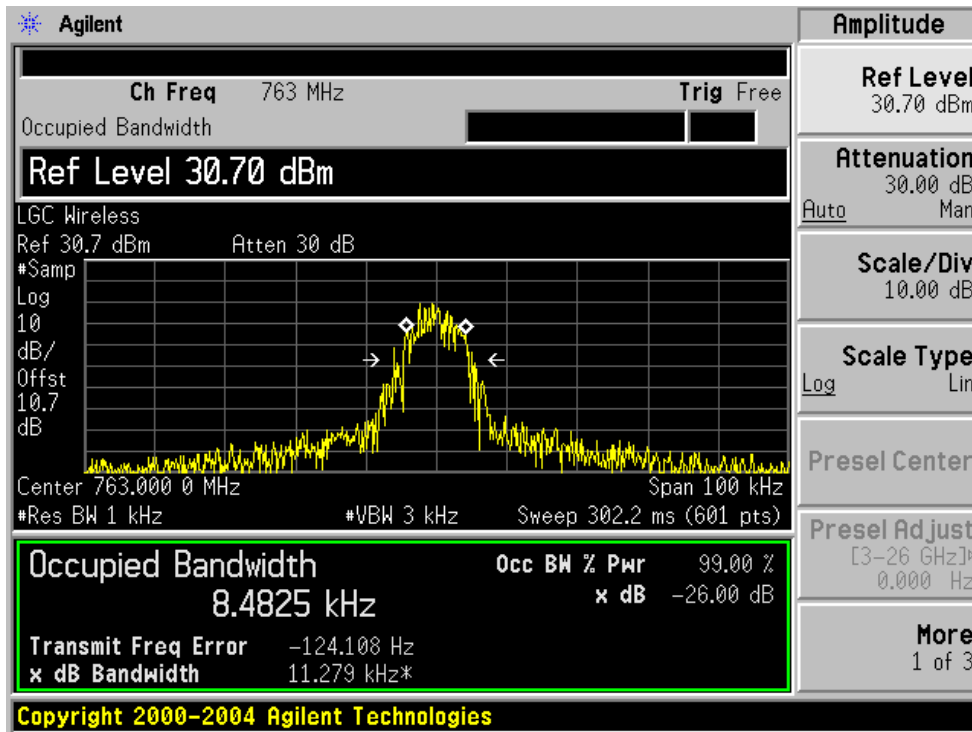 Agilent
Ch Freq 763 MHz Trig Free
Occupied Bandwidth
Ref Level 30.70 dBm
LGC Wireless
Ref 30.7 dBm Atten 30 dB
#Samp
Log
10
dB/
Offst
10.7
dB
Center 763.000 0 MHz Span 100 kHz
#Res BW 1 kHz #VBW 3 kHz Sweep 302.2 ms (601 pts)
Occupied Bandwidth
8.4825 kHz
Occ BW % Pwr 99.00 %
x dB -26.00 dB
Transmit Freq Error -124.108 Hz
x dB Bandwidth 11.279 kHz*
Copyright 2000-2004 Agilent Technologies
Amplitude
Ref Level
30.70 dBm
Attenuation
30.00 dB
Auto Man
Scale/Div
10.00 dB
Scale Type
Log Lin
Presel Center
Presel Adjust
[3-26 GHz]
0.000 Hz
More
1 of 3